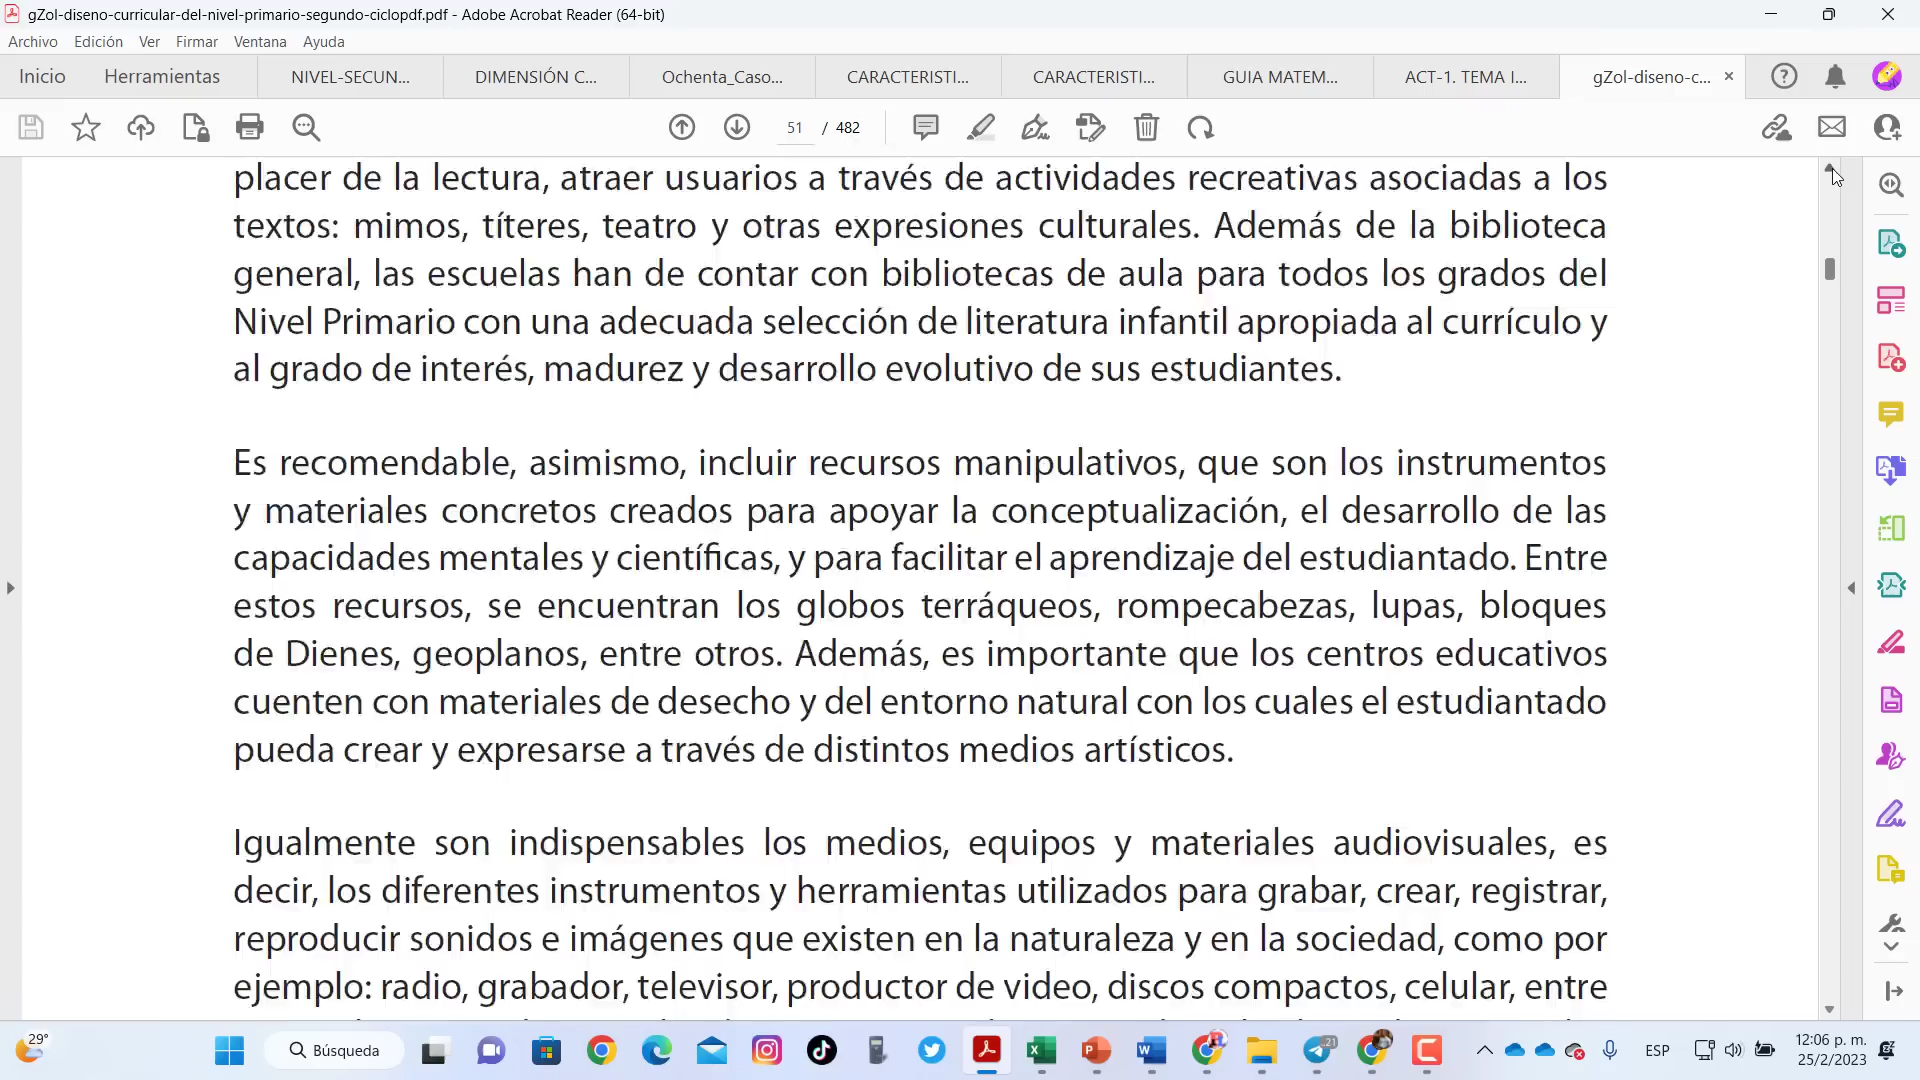 gZol-diseno-curricular-del-nivel-primario-segundo-ciclopdf.pdf - Adobe Acrobat Reader (64-bit)
Archivo Edición Ver Firmar Ventana Ayuda
Inicio Herramientas NIVEL-SECUN... DIMENSIÓN C... Ochenta_Caso... CARACTERISTI... CARACTERISTI... GUIA MATEM... ACT-1. TEMA I... gZol-diseno-c...
51 / 482
placer de la lectura, atraer usuarios a través de actividades recreativas asociadas a los
textos: mimos, títeres, teatro y otras expresiones culturales. Además de la biblioteca
general, las escuelas han de contar con bibliotecas de aula para todos los grados del
Nivel Primario con una adecuada selección de literatura infantil apropiada al currículo y
al grado de interés, madurez y desarrollo evolutivo de sus estudiantes.
Es recomendable, asimismo, incluir recursos manipulativos, que son los instrumentos
y materiales concretos creados para apoyar la conceptualización, el desarrollo de las
capacidades mentales y científicas, y para facilitar el aprendizaje del estudiantado. Entre
estos recursos, se encuentran los globos terráqueos, rompecabezas, lupas, bloques
de Dienes, geoplanos, entre otros. Además, es importante que los centros educativos
cuenten con materiales de desecho y del entorno natural con los cuales el estudiantado
pueda crear y expresarse a través de distintos medios artísticos.
Igualmente son indispensables los medios, equipos y materiales audiovisuales, es
decir, los diferentes instrumentos y herramientas utilizados para grabar, crear, registrar,
reproducir sonidos e imágenes que existen en la naturaleza y en la sociedad, como por
ejemplo: radio, grabador, televisor, productor de video, discos compactos, celular, entre
29°
Búsqueda
21
ESP
12:06 p. m.
25/2/2023